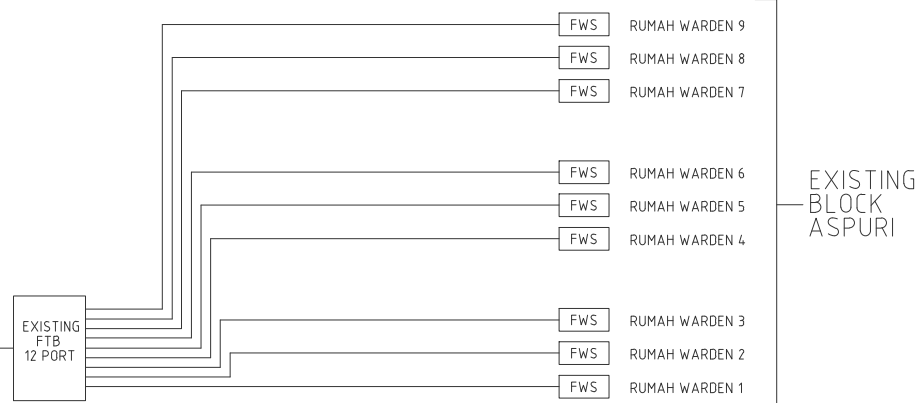 FWS RUMAH WARDEN 9
FWS RUMAH WARDEN 8
FWS RUMAH WARDEN 7
FWS RUMAH WARDEN 6
FWS RUMAH WARDEN 5
FWS RUMAH WARDEN 4
EXISTING
BLOCK
ASPURI
EXISTING
FTB
12 PORT
FWS RUMAH WARDEN 3
FWS RUMAH WARDEN 2
FWS RUMAH WARDEN 1